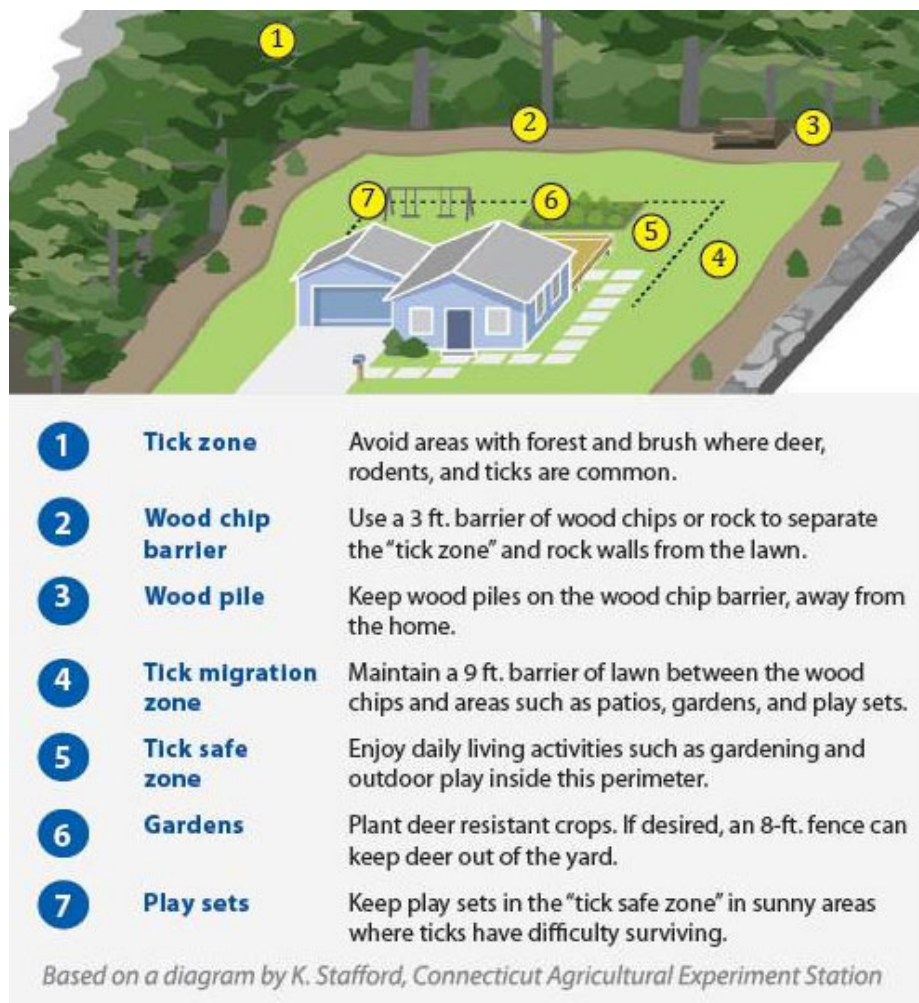 1
2
3
7
6
5
4
1 Tick zone Avoid areas with forest and brush where deer,
rodents, and ticks are common.
2 Wood chip Use a 3 ft. barrier of wood chips or rock to separate
barrier the “tick zone” and rock walls from the lawn.
3 Wood pile Keep wood piles on the wood chip barrier, away from
the home.
4 Tick migration Maintain a 9 ft. barrier of lawn between the wood
zone chips and areas such as patios, gardens, and play sets.
5 Tick safe Enjoy daily living activities such as gardening and
zone outdoor play inside this perimeter.
6 Gardens Plant deer resistant crops. If desired, an 8-ft. fence can
keep deer out of the yard.
7 Play sets Keep play sets in the “tick safe zone” in sunny areas
where ticks have difficulty surviving.
Based on a diagram by K. Stafford, Connecticut Agricultural Experiment Station